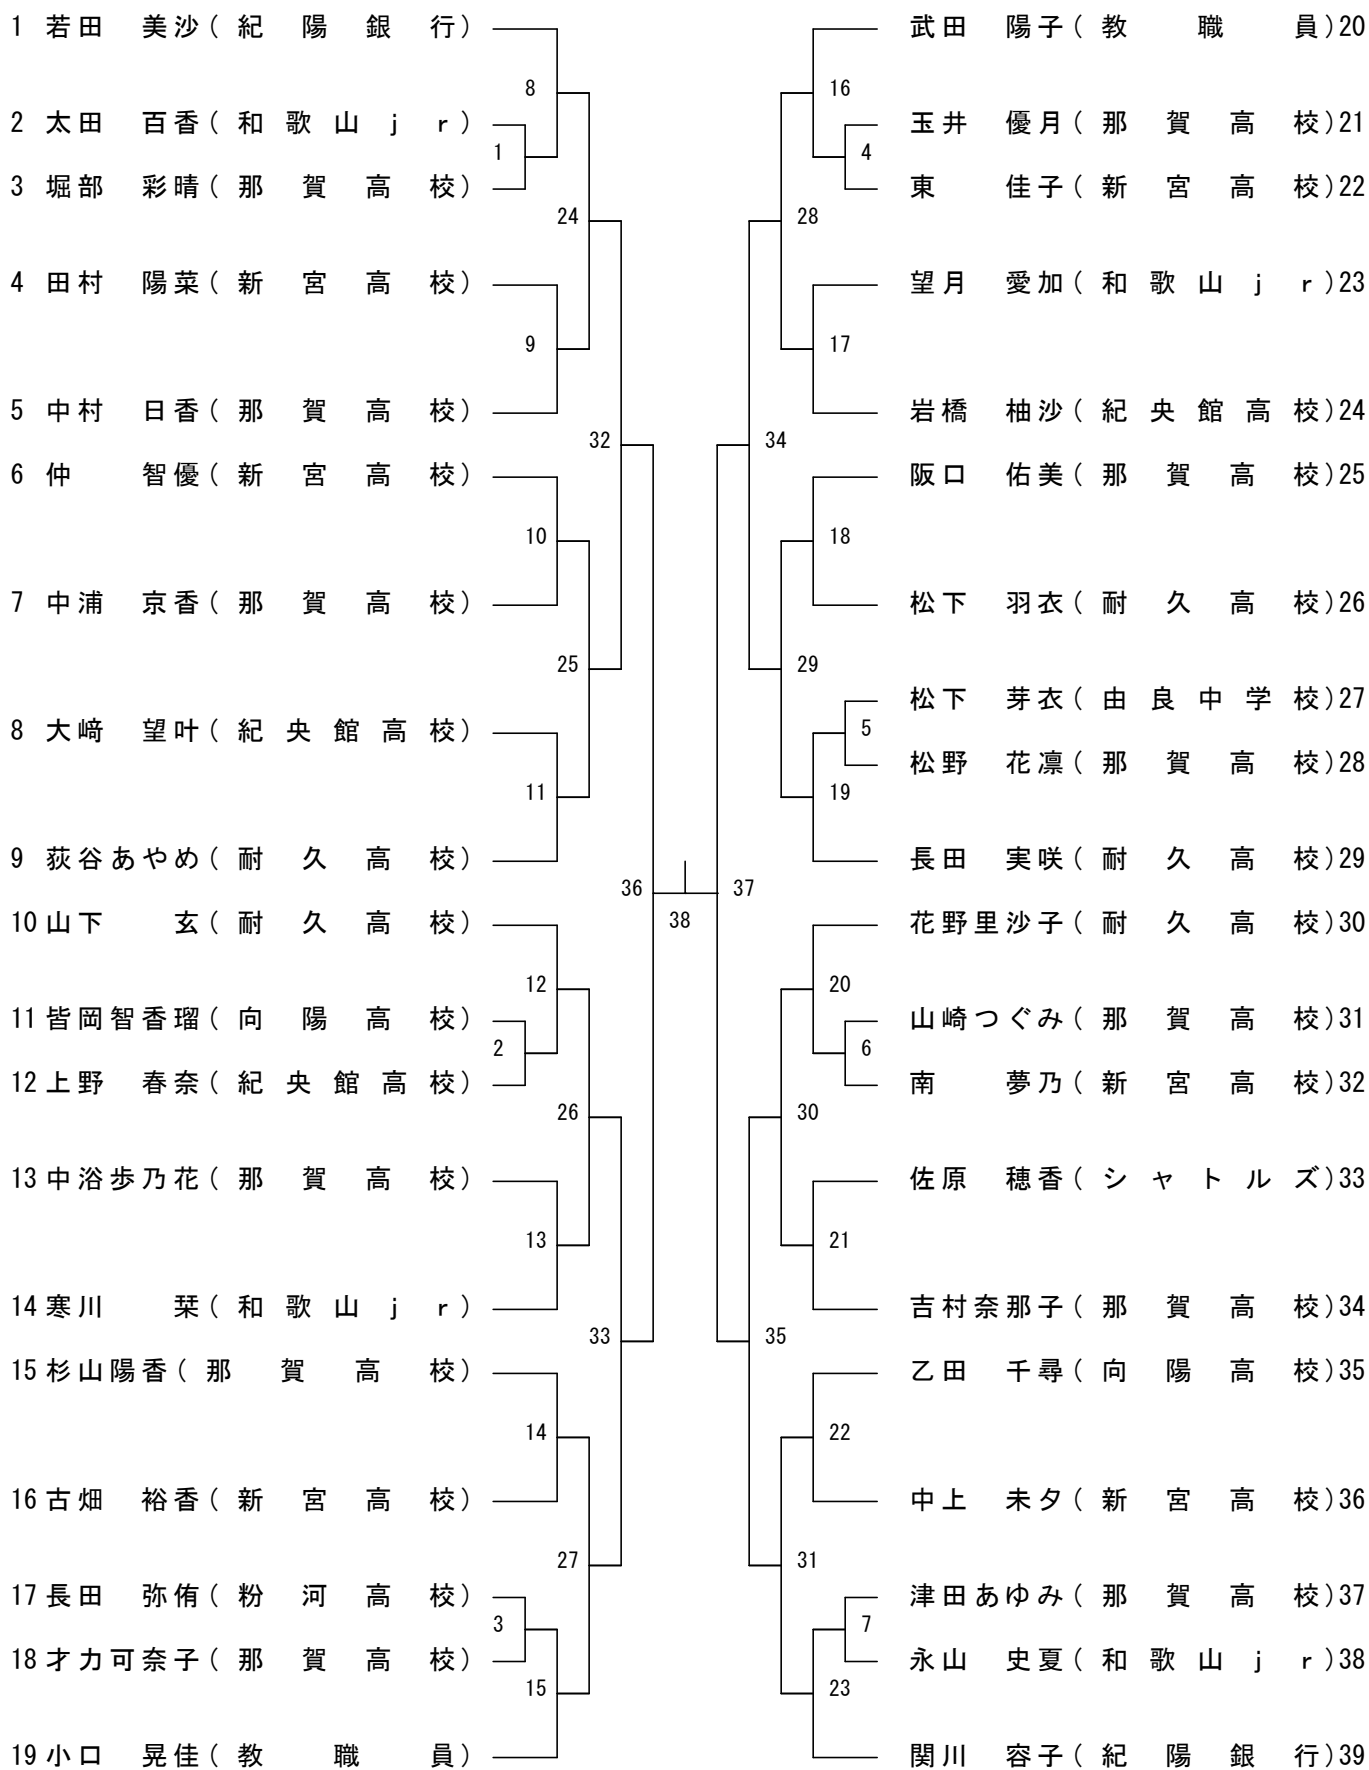 1 若田 美沙(紀陽銀行)
2 太田 百香(和歌山jr)
3 堀部 彩晴(那賀高校)
4 田村 陽菜(新宮高校)
5 中村 日香(那賀高校)
6 仲 智優(新宮高校)
7 中浦 京香(那賀高校)
8 大﨑 望叶(紀央館高校)
9 荻谷あやめ(耐久高校)
10 山下 玄(耐久高校)
11 皆岡智香瑠(向陽高校)
12 上野 春奈(紀央館高校)
13 中浴歩乃花(那賀高校)
14 寒川 栞(和歌山jr)
15 杉山陽香(那賀高校)
16 古畑 裕香(新宮高校)
17 長田 弥侑(粉河高校)
18 才力可奈子(那賀高校)
19 小口 晃佳(教職員)
8
1
24
9
32
10
25
11
36
12
2
26
13
33
14
27
3
15
38
37
16
4
28
17
34
18
29
5
19
20
6
30
21
35
22
31
7
23
武田 陽子(教職員)20
玉井 優月(那賀高校)21
東 佳子(新宮高校)22
望月 愛加(和歌山jr)23
岩橋 柚沙(紀央館高校)24
阪口 佑美(那賀高校)25
松下 羽衣(耐久高校)26
松下 芽衣(由良中学校)27
松野 花凛(那賀高校)28
長田 実咲(耐久高校)29
花野里沙子(耐久高校)30
山崎つぐみ(那賀高校)31
南 夢乃(新宮高校)32
佐原 穂香(シャトルズ)33
吉村奈那子(那賀高校)34
乙田 千尋(向陽高校)35
中上 未夕(新宮高校)36
津田あゆみ(那賀高校)37
永山 史夏(和歌山jr)38
関川 容子(紀陽銀行)39